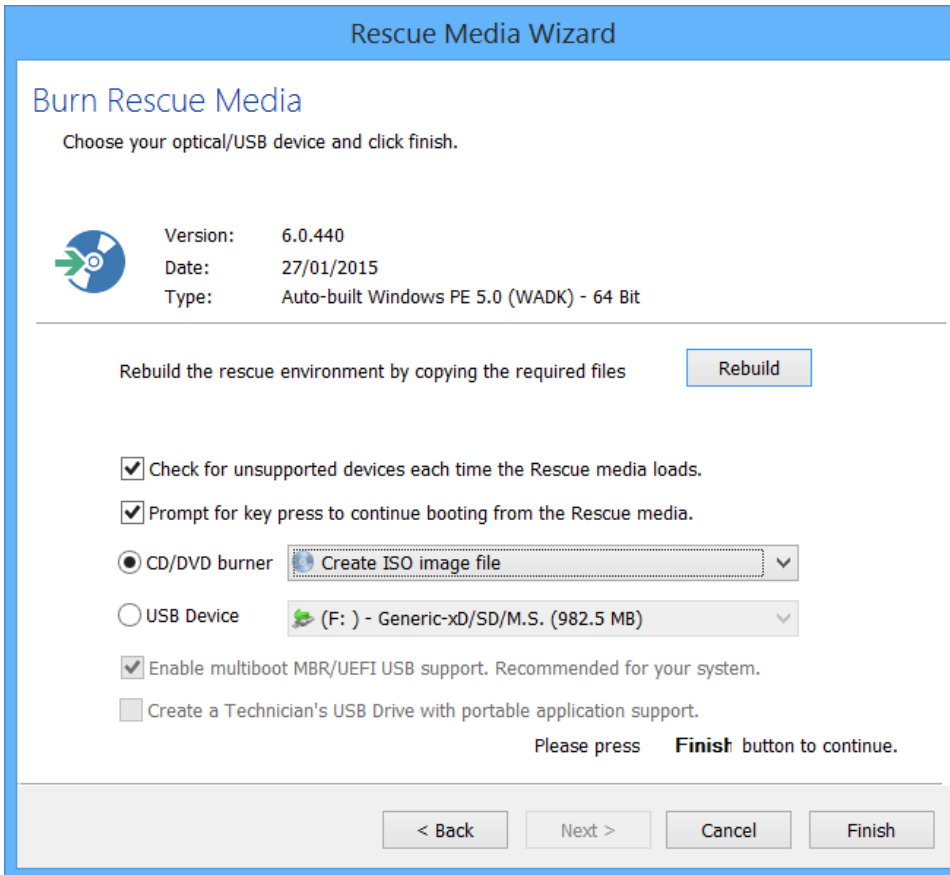 Rescue Media Wizard
Burn Rescue Media
Choose your optical/USB device and click finish.
Version: 6.0.440
Date: 27/01/2015
Type: Auto-built Windows PE 5.0 (WADK) - 64 Bit
Rebuild the rescue environment by copying the required files Rebuild
Check for unsupported devices each time the Rescue media loads.
Prompt for key press to continue booting from the Rescue media.
CD/DVD burner Create ISO image file
USB Device (F: ) - Generic-xD/SD/M.S. (982.5 MB)
Enable multiboot MBR/UEFI USB support. Recommended for your system.
Create a Technician's USB Drive with portable application support.
Please press Finish button to continue.
< Back Next > Cancel Finish